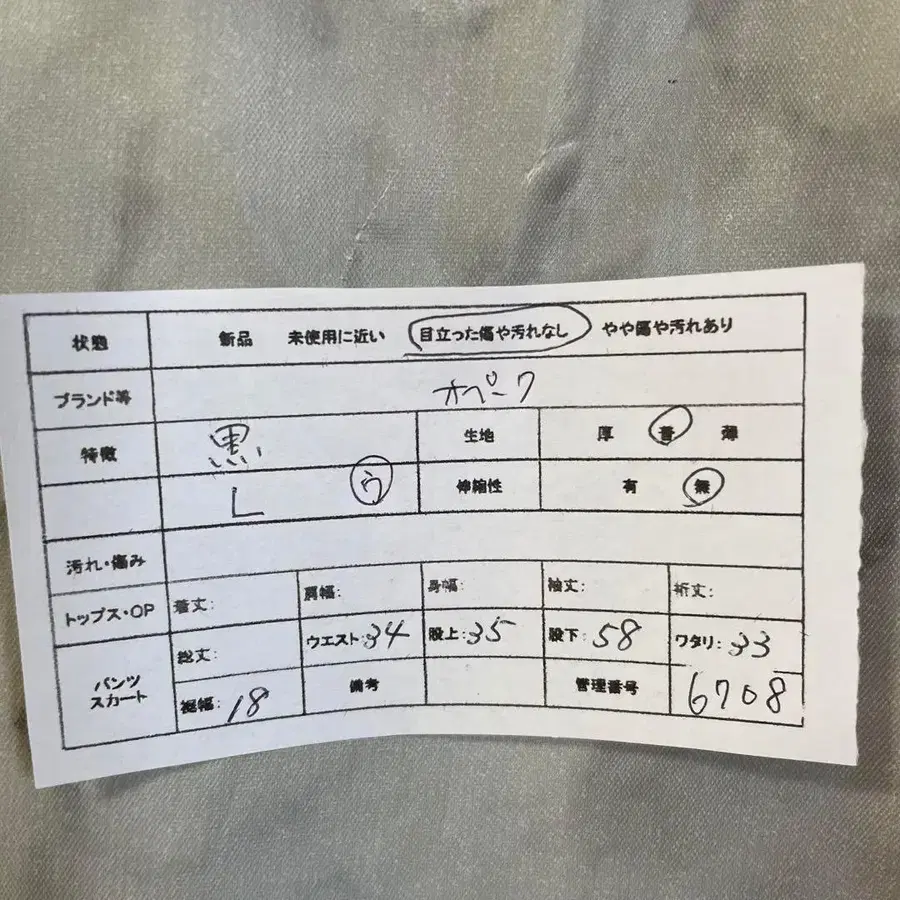 状態 新品 未使用に近い 目立った傷や汚れなし やや傷や汚れあり
ブランド等 オペーク
特徴 黒 生地 厚 普 薄
L ウ 伸縮性 有 無
汚れ・傷み
トップス・OP 着丈: 肩幅: 身幅: 袖丈: 裄丈:
パンツ スカート 総丈: ウエスト:34 股上:35 股下:58 ワタリ:33
裾幅:18 備考 管理番号 6708